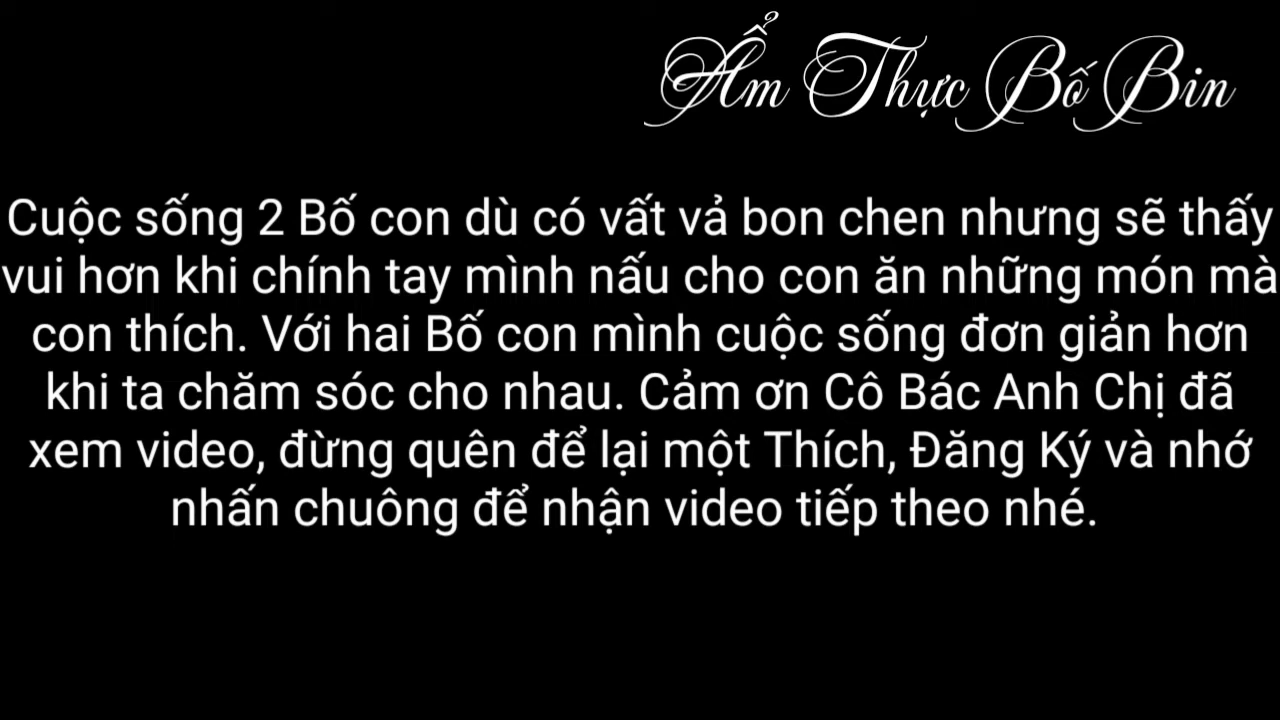 Ẩm Thực Bố Bin
Cuộc sống 2 Bố con dù có vất vả bon chen nhưng sẽ thấy
vui hơn khi chính tay mình nấu cho con ăn những món mà
con thích. Với hai Bố con mình cuộc sống đơn giản hơn
khi ta chăm sóc cho nhau. Cảm ơn Cô Bác Anh Chị đã
xem video, đừng quên để lại một Thích, Đăng Ký và nhớ
nhấn chuông để nhận video tiếp theo nhé.